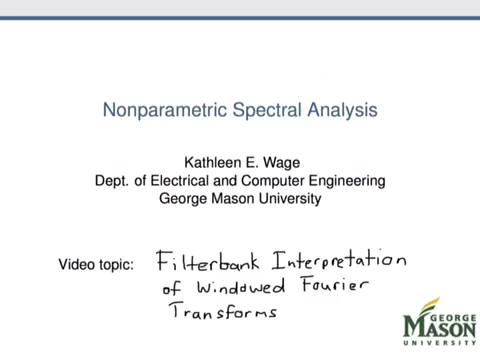 Nonparametric Spectral Analysis
Kathleen E. Wage
Dept. of Electrical and Computer Engineering
George Mason University
Video topic: Filterbank Interpretation
of Windowed Fourier
Transforms
GEORGE
MASON
UNIVERSITY